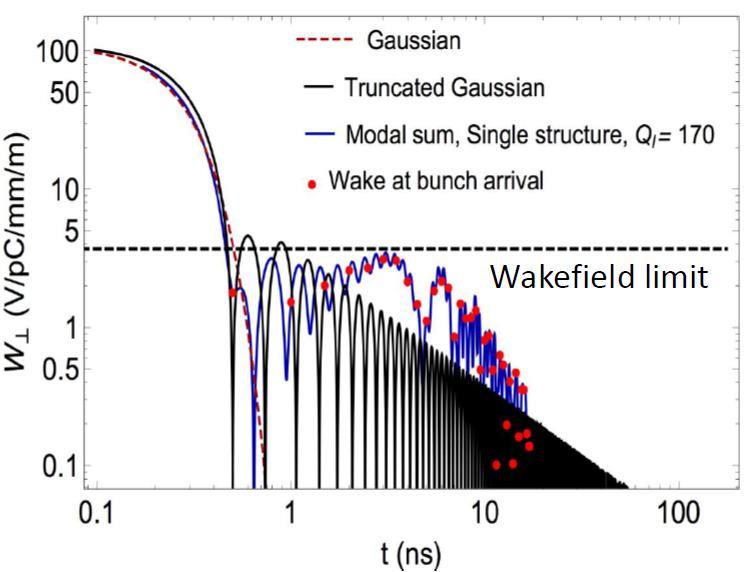 Gaussian
Truncated Gaussian
Modal sum, Single structure, Ql= 170
Wake at bunch arrival
Wakefield limit
W⊥ (V/pC/mm/m)
100
50
10
5
1
0.5
0.1
0.1 1 10 100
t (ns)